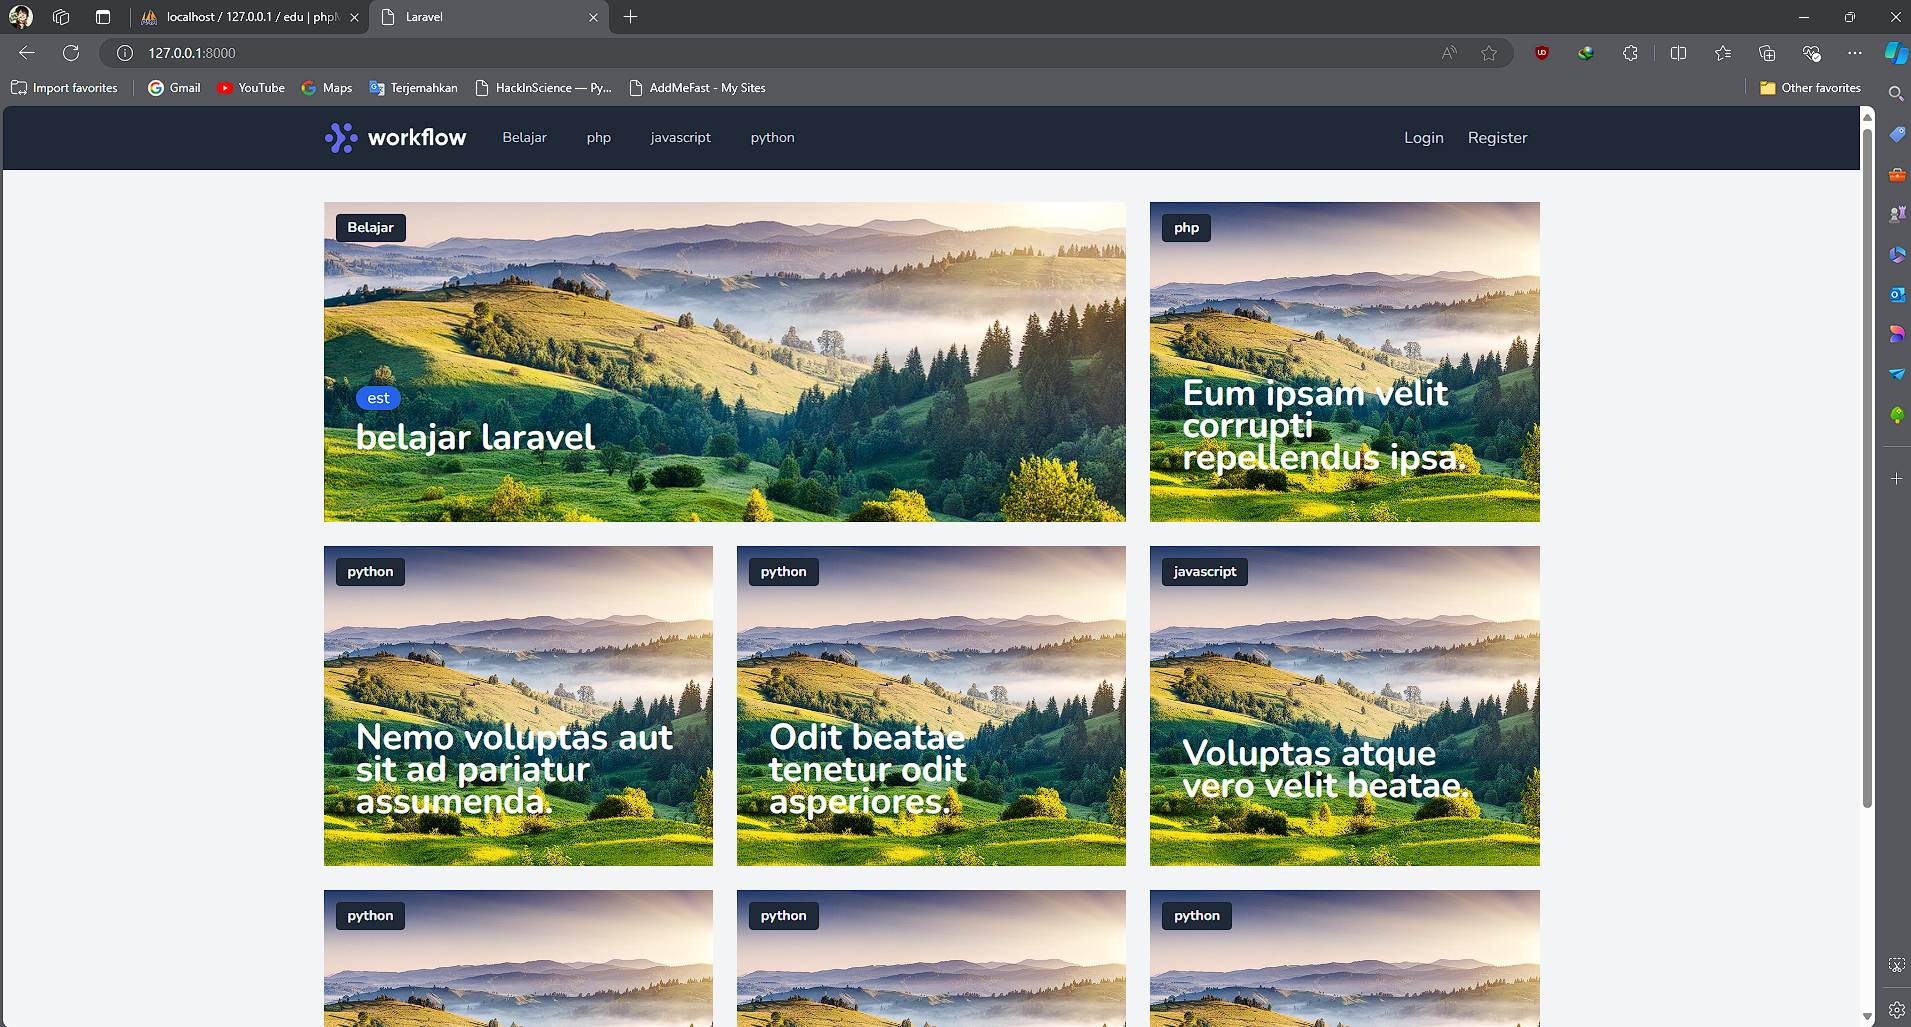 localhost / 127.0.0.1 / edu | phpM
Laravel
127.0.0.1:8000
Import favorites
Gmail
YouTube
Maps
Terjemahkan
HackInScience — Py...
AddMeFast - My Sites
Other favorites
workflow
Belajar
php
javascript
python
Login
Register
Belajar
est
belajar laravel
php
Eum ipsam velit
corrupti
repellendus ipsa.
python
Nemo voluptas aut
sit ad pariatur
assumenda.
python
Odit beatae
tenetur odit
asperiores.
javascript
Voluptas atque
vero velit beatae.
python
python
python